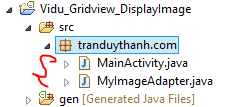 Vidu_Gridview_DisplayImage
src
tranduythanh.com
MainActivity.java
MyImageAdapter.java
gen [Generated Java Files]